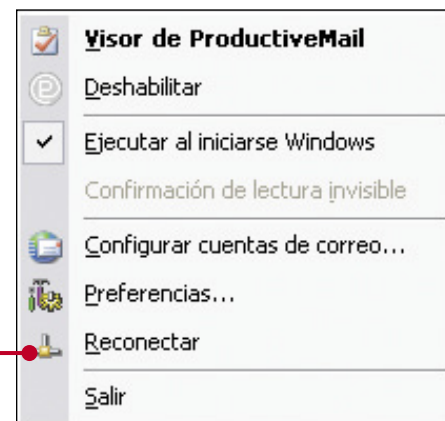 Visor de ProductiveMail
Deshabilitar
Ejecutar al iniciarse Windows
Confirmación de lectura invisible
Configurar cuentas de correo...
Preferencias...
Reconectar
Salir